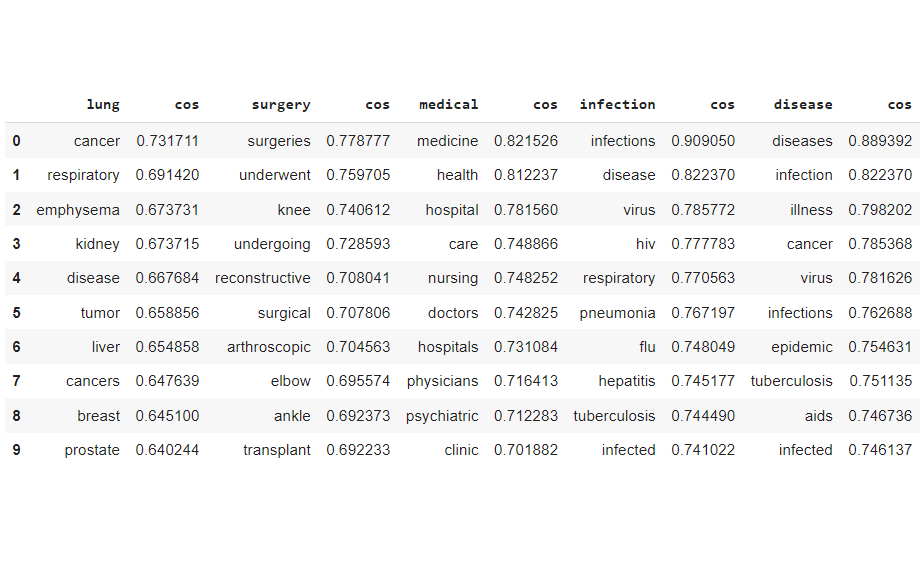 lung cos surgery cos medical cos infection cos disease cos
0 cancer 0.731711 surgeries 0.778777 medicine 0.821526 infections 0.909050 diseases 0.889392
1 respiratory 0.691420 underwent 0.759705 health 0.812237 disease 0.822370 infection 0.822370
2 emphysema 0.673731 knee 0.740612 hospital 0.781560 virus 0.785772 illness 0.798202
3 kidney 0.673715 undergoing 0.728593 care 0.748866 hiv 0.777783 cancer 0.785368
4 disease 0.667684 reconstructive 0.708041 nursing 0.748252 respiratory 0.770563 virus 0.781626
5 tumor 0.658856 surgical 0.707806 doctors 0.742825 pneumonia 0.767197 infections 0.762688
6 liver 0.654858 arthroscopic 0.704563 hospitals 0.731084 flu 0.748049 epidemic 0.754631
7 cancers 0.647639 elbow 0.695574 physicians 0.716413 hepatitis 0.745177 tuberculosis 0.751135
8 breast 0.645100 ankle 0.692373 psychiatric 0.712283 tuberculosis 0.744490 aids 0.746736
9 prostate 0.640244 transplant 0.692233 clinic 0.701882 infected 0.741022 infected 0.746137